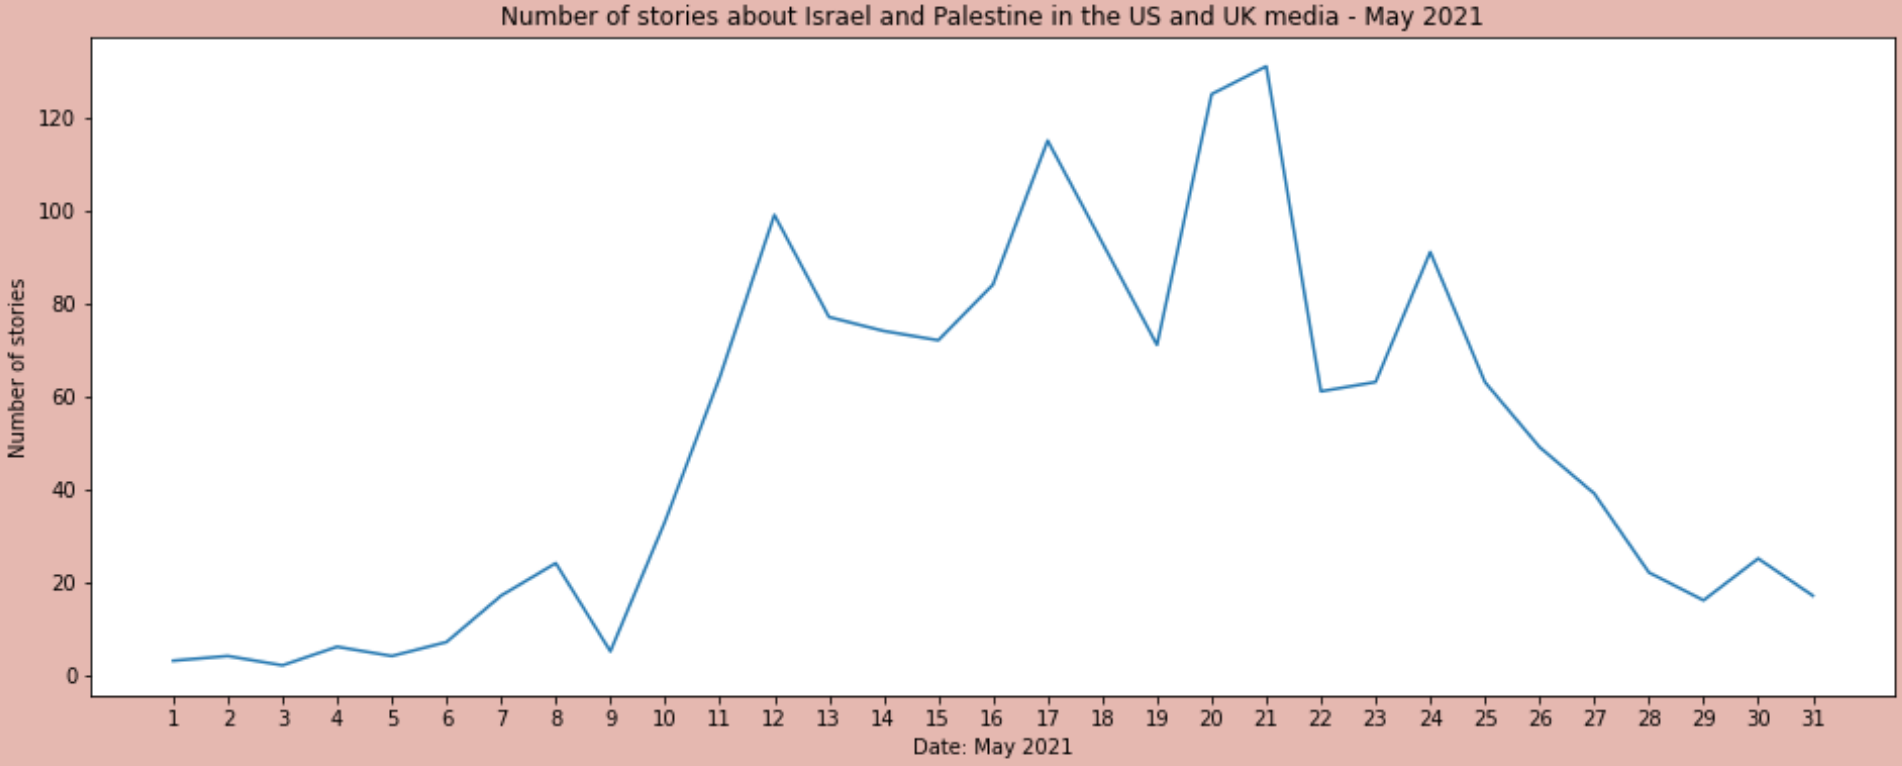 Number of stories about Israel and Palestine in the US and UK media - May 2021
Number of stories
120
100
80
60
40
20
0
1 2 3 4 5 6 7 8 9 10 11 12 13 14 15 16 17 18 19 20 21 22 23 24 25 26 27 28 29 30 31
Date: May 2021